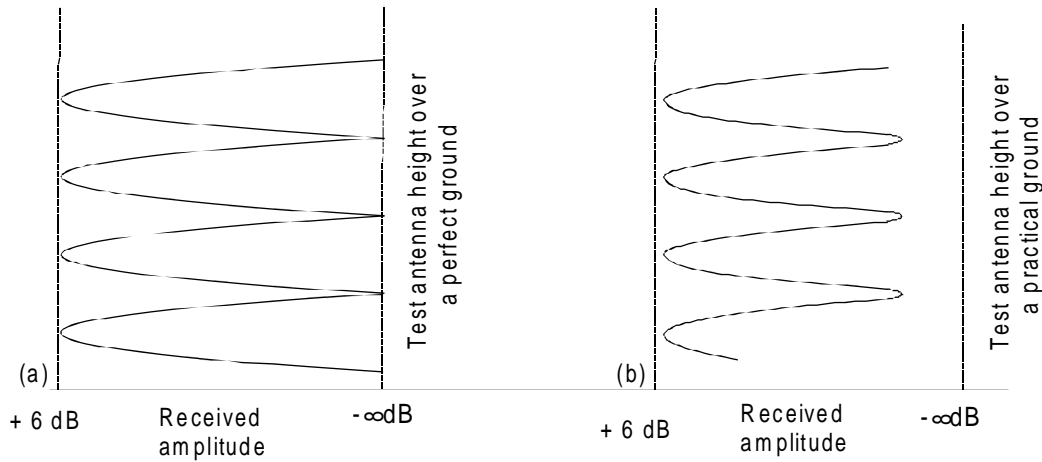 Test antenna height over
a perfect ground
Test antenna height over
a practical ground
(a)
(b)
+ 6 dB
Received
amplitude
-∞dB
+ 6 dB
Received
amplitude
-∞dB